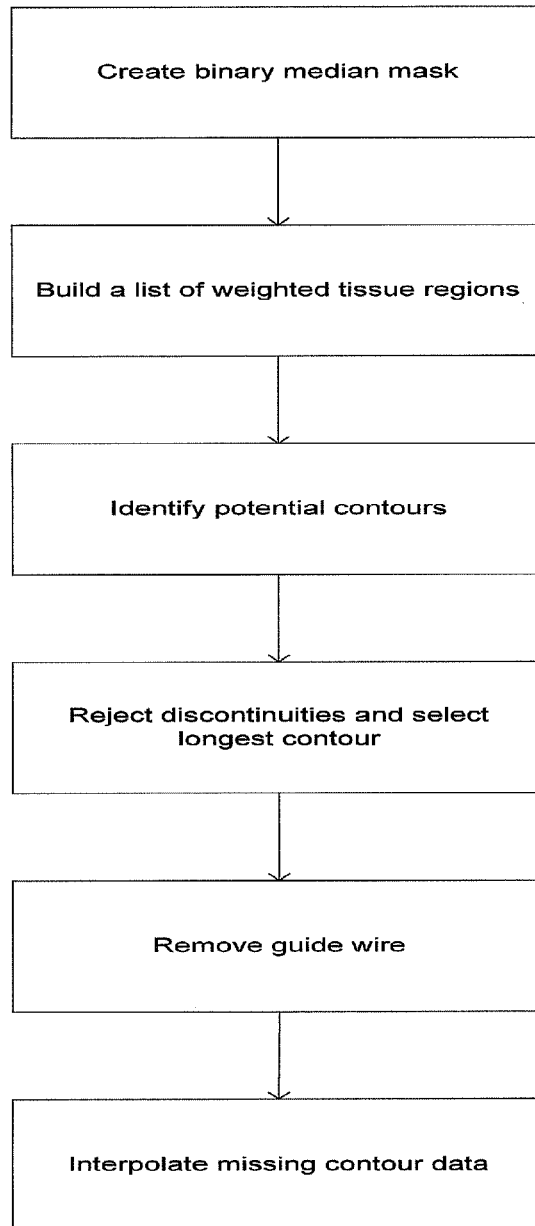 Create binary median mask
Build a list of weighted tissue regions
Identify potential contours
Reject discontinuities and select
longest contour
Remove guide wire
Interpolate missing contour data